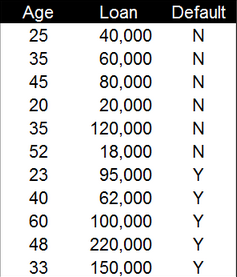 Age Loan Default
25 40,000 N
35 60,000 N
45 80,000 N
20 20,000 N
35 120,000 N
52 18,000 N
23 95,000 Y
40 62,000 Y
60 100,000 Y
48 220,000 Y
33 150,000 Y